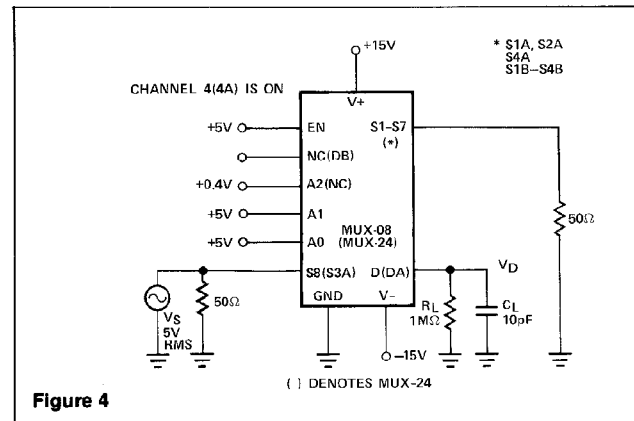 +15V
* S1A, S2A
S4A
S1B–S4B
CHANNEL 4(4A) IS ON
V+
+5V
EN
S1–S7
(*)
NC(DB)
+0.4V
A2(NC)
+5V
A1
50Ω
MUX-08
(MUX-24)
+5V
A0
S8(S3A)
D(DA)
VD
50Ω
GND
V–
RL
1MΩ
CL
10pF
VS
5V
RMS
–15V
( ) DENOTES MUX-24
Figure 4